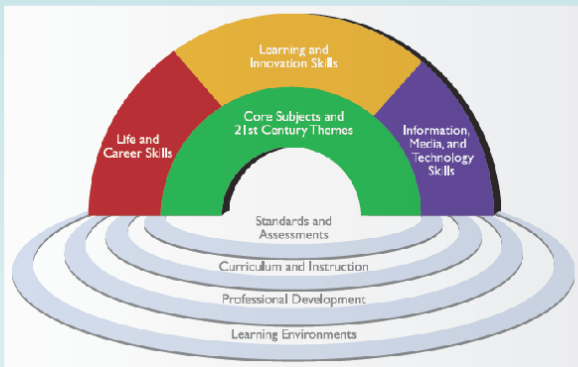 Learning and
Innovation Skills
Core Subjects and
21st Century Themes
Life and
Career Skills
Information,
Media, and
Technology
Skills
Standards and
Assessments
Curriculum and Instruction
Professional Development
Learning Environments